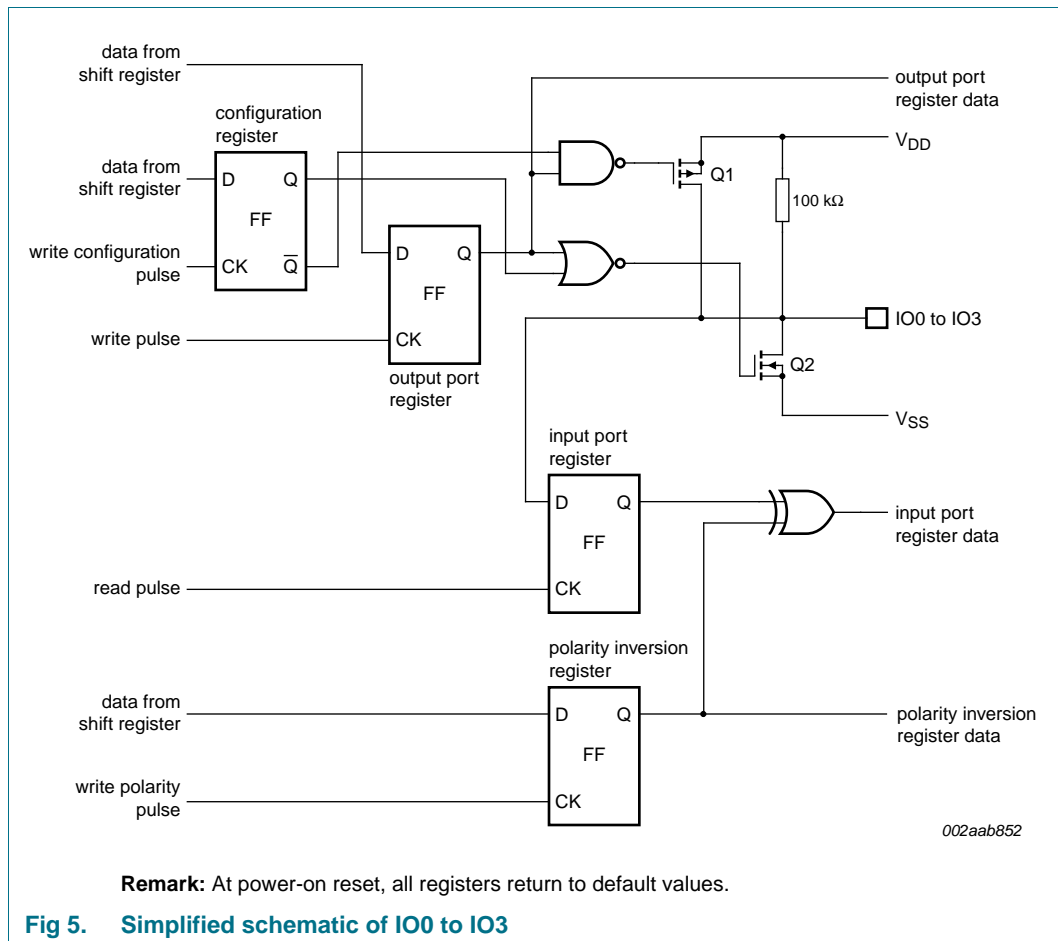 data from
shift register
output port
register data
configuration
register
V_DD
data from
shift register
D
Q
Q1
FF
100 kΩ
write configuration
pulse
CK
Q̅
D
Q
FF
IO0 to IO3
write pulse
CK
Q2
output port
register
V_SS
input port
register
D
Q
input port
register data
FF
read pulse
CK
polarity inversion
register
data from
shift register
D
Q
polarity inversion
register data
FF
write polarity
pulse
CK
002aab852
Remark: At power-on reset, all registers return to default values.
Fig 5. Simplified schematic of IO0 to IO3